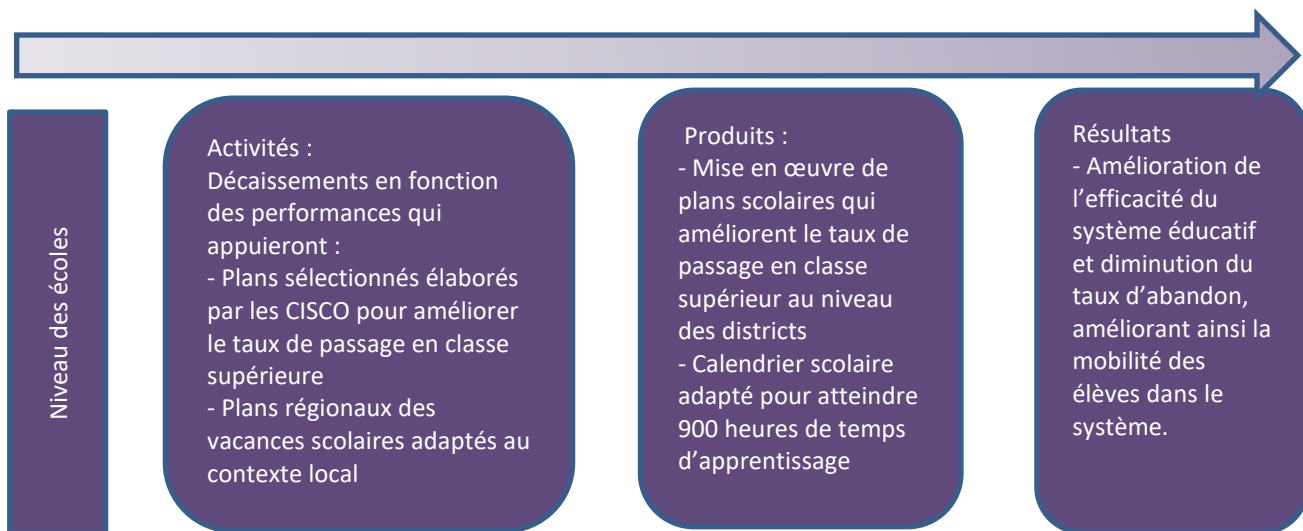 Niveau des écoles
Activités :
Décaissements en fonction
des performances qui
appuieront :
- Plans sélectionnés élaborés
par les CISCO pour améliorer
le taux de passage en classe
supérieure
- Plans régionaux des
vacances scolaires adaptés au
contexte local
Produits :
- Mise en œuvre de
plans scolaires qui
améliorent le taux de
passage en classe
supérieur au niveau
des districts
- Calendrier scolaire
adapté pour atteindre
900 heures de temps
d’apprentissage
Résultats
- Amélioration de
l’efficacité du
système éducatif
et diminution du
taux d’abandon,
améliorant ainsi la
mobilité des
élèves dans le
système.